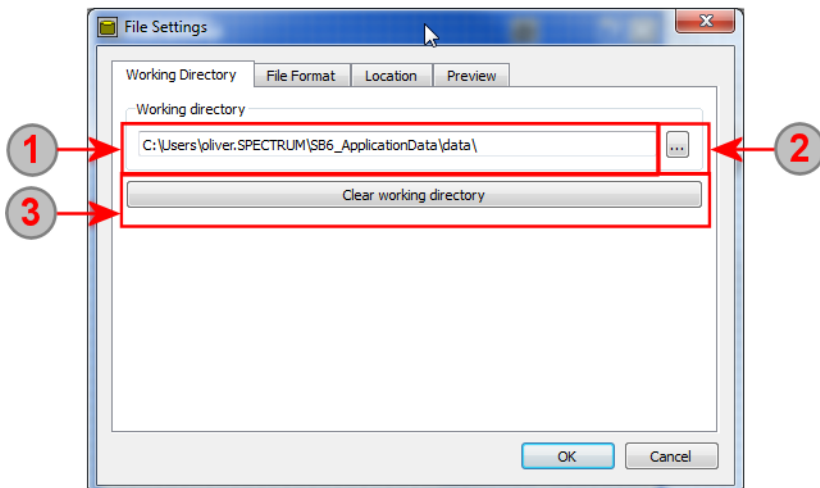 File Settings
Working Directory File Format Location Preview
Working directory
1 C:\Users\oliver.SPECTRUM\SB6_ApplicationData\data\ ... 2
3 Clear working directory
OK Cancel